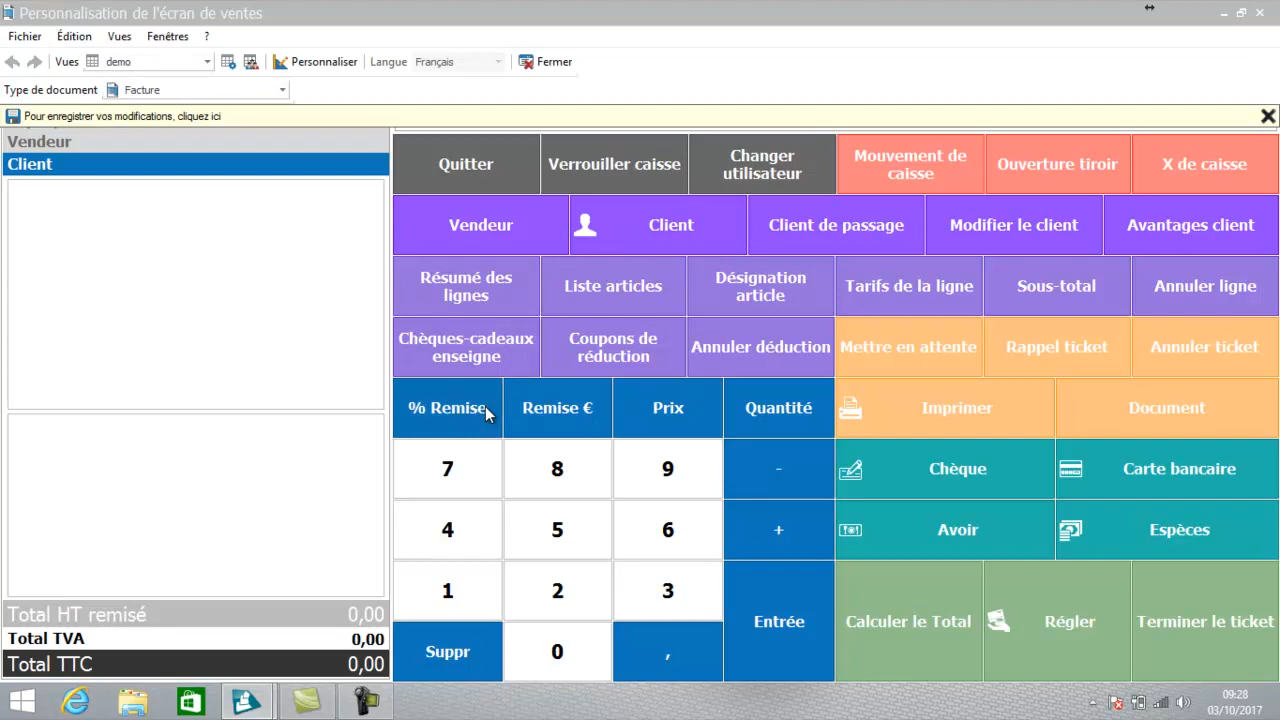 Personnalisation de l'écran de ventes
Fichier Édition Vues Fenêtres ?
Vues demo Personnaliser Langue Français Fermer
Type de document Facture
Pour enregistrer vos modifications, cliquez ici
Vendeur
Client
Quitter
Verrouiller caisse
Changer
utilisateur
Mouvement de
caisse
Ouverture tiroir
X de caisse
Vendeur
Client
Client de passage
Modifier le client
Avantages client
Résumé des
lignes
Liste articles
Désignation
article
Tarifs de la ligne
Sous-total
Annuler ligne
Chèques-cadeaux
enseigne
Coupons de
réduction
Annuler déduction
Mettre en attente
Rappel ticket
Annuler ticket
% Remise
Remise €
Prix
Quantité
Imprimer
Document
7
8
9
-
Chèque
Carte bancaire
4
5
6
+
Avoir
Espèces
1
2
3
Entrée
Calculer le Total
Régler
Terminer le ticket
Suppr
0
,
Total HT remisé 0,00
Total TVA 0,00
Total TTC 0,00
09:28
03/10/2017